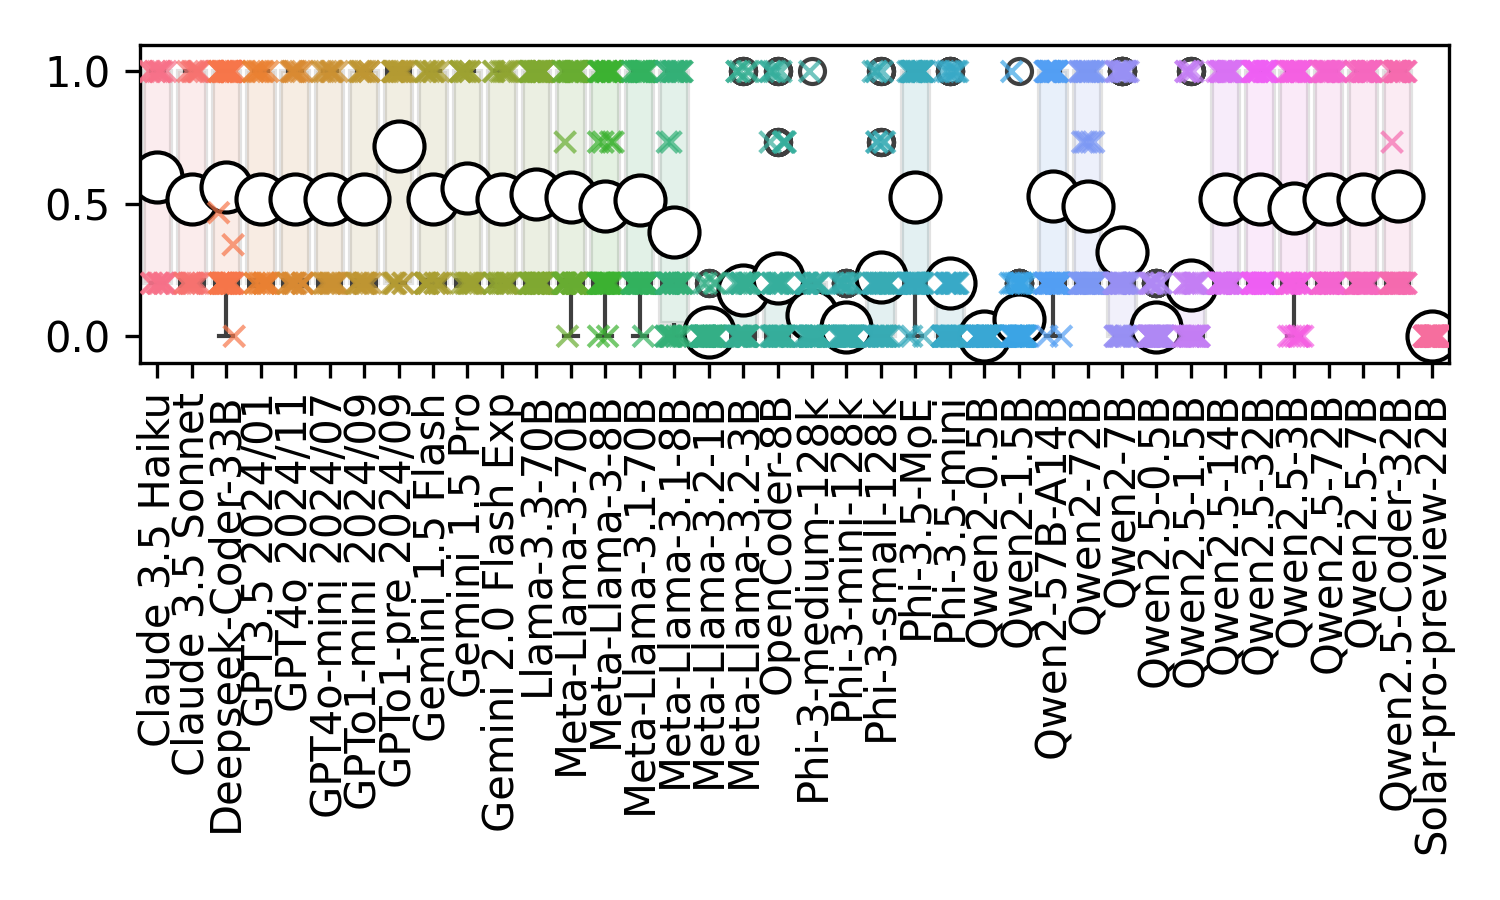 1.0
0.5
0.0
Claude 3.5 Haiku
Claude 3.5 Sonnet
Deepseek-Coder-33B
GPT3.5 2024/01
GPT4o 2024/11
GPT4o-mini 2024/07
GPTo1-mini 2024/09
GPTo1-pre 2024/09
Gemini 1.5 Flash
Gemini 1.5 Pro
Gemini 2.0 Flash Exp
Llama-3.3-70B
Meta-Llama-3-70B
Meta-Llama-3-8B
Meta-Llama-3.1-70B
Meta-Llama-3.1-8B
Meta-Llama-3.2-1B
Meta-Llama-3.2-3B
OpenCoder-8B
Phi-3-medium-128k
Phi-3-mini-128k
Phi-3-small-128k
Phi-3.5-MoE
Phi-3.5-mini
Qwen2-0.5B
Qwen2-1.5B
Qwen2-57B-A14B
Qwen2-72B
Qwen2-7B
Qwen2.5-0.5B
Qwen2.5-1.5B
Qwen2.5-14B
Qwen2.5-32B
Qwen2.5-3B
Qwen2.5-72B
Qwen2.5-7B
Qwen2.5-Coder-32B
Solar-pro-preview-22B